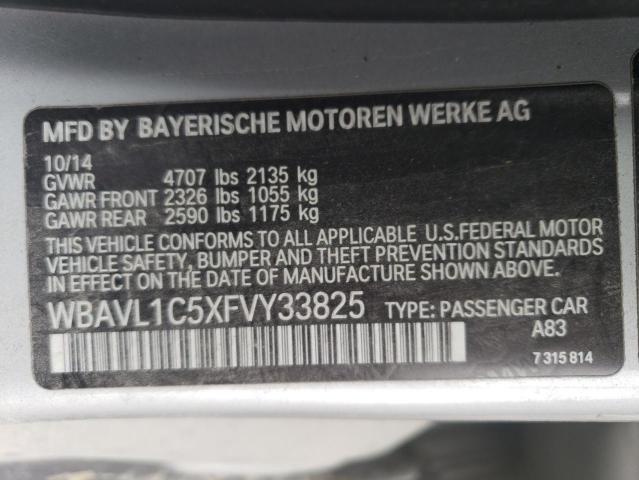 MFD BY BAYERISCHE MOTOREN WERKE AG
10/14
GVWR 4707 lbs 2135 kg
GAWR FRONT 2326 lbs 1055 kg
GAWR REAR 2590 lbs 1175 kg
THIS VEHICLE CONFORMS TO ALL APPLICABLE U.S.FEDERAL MOTOR
VEHICLE SAFETY, BUMPER AND THEFT PREVENTION STANDARDS
IN EFFECT ON THE DATE OF MANUFACTURE SHOWN ABOVE.
WBAVL1C5XFVY33825 TYPE: PASSENGER CAR
A83
7 315 814